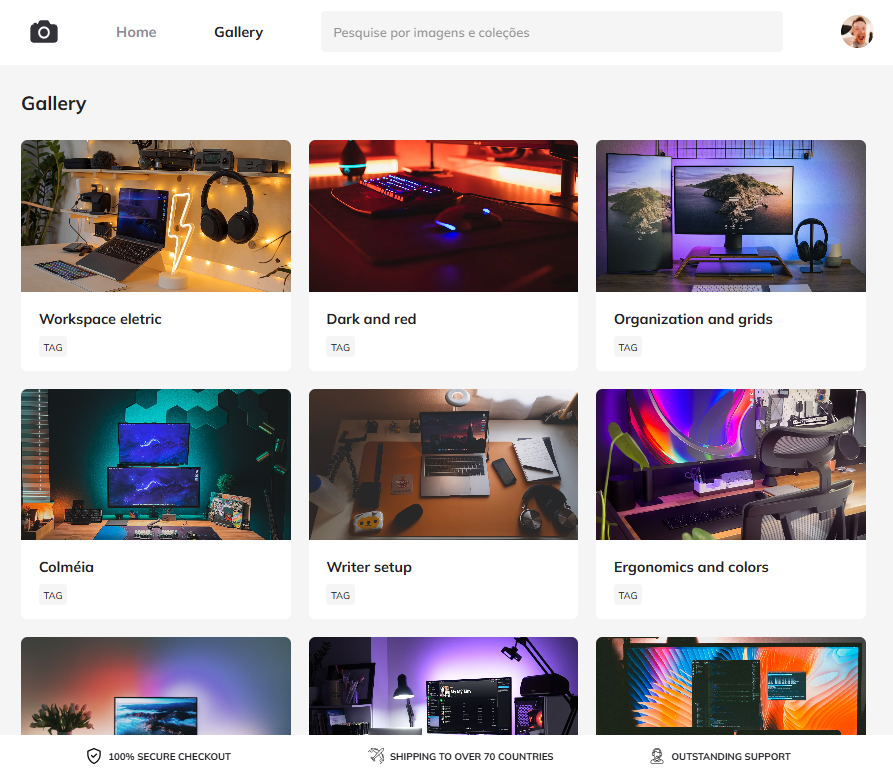 Home
Gallery
Pesquise por imagens e coleções
Gallery
Workspace eletric
TAG
Dark and red
TAG
Organization and grids
TAG
Colméia
TAG
Writer setup
TAG
Ergonomics and colors
TAG
100% SECURE CHECKOUT
SHIPPING TO OVER 70 COUNTRIES
OUTSTANDING SUPPORT